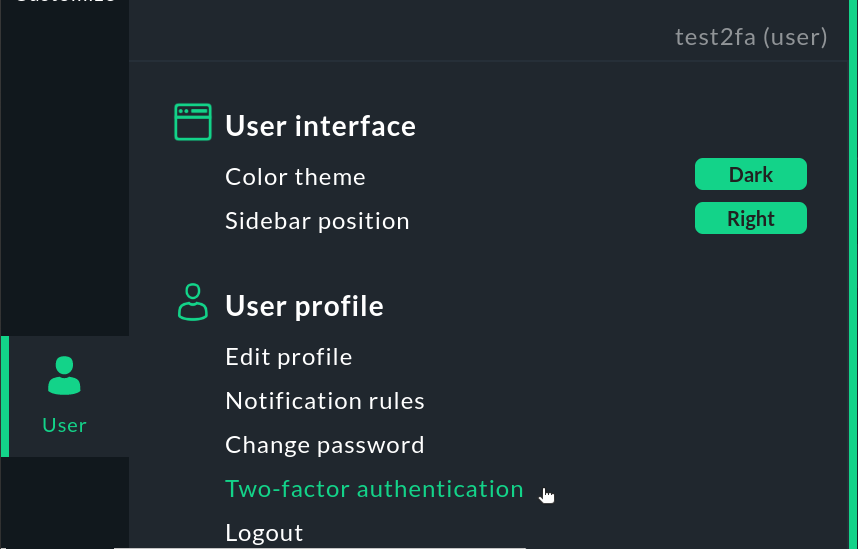 Customize
test2fa (user)
User interface
Color theme
Dark
Sidebar position
Right
User profile
Edit profile
Notification rules
User
Change password
Two-factor authentication
Logout